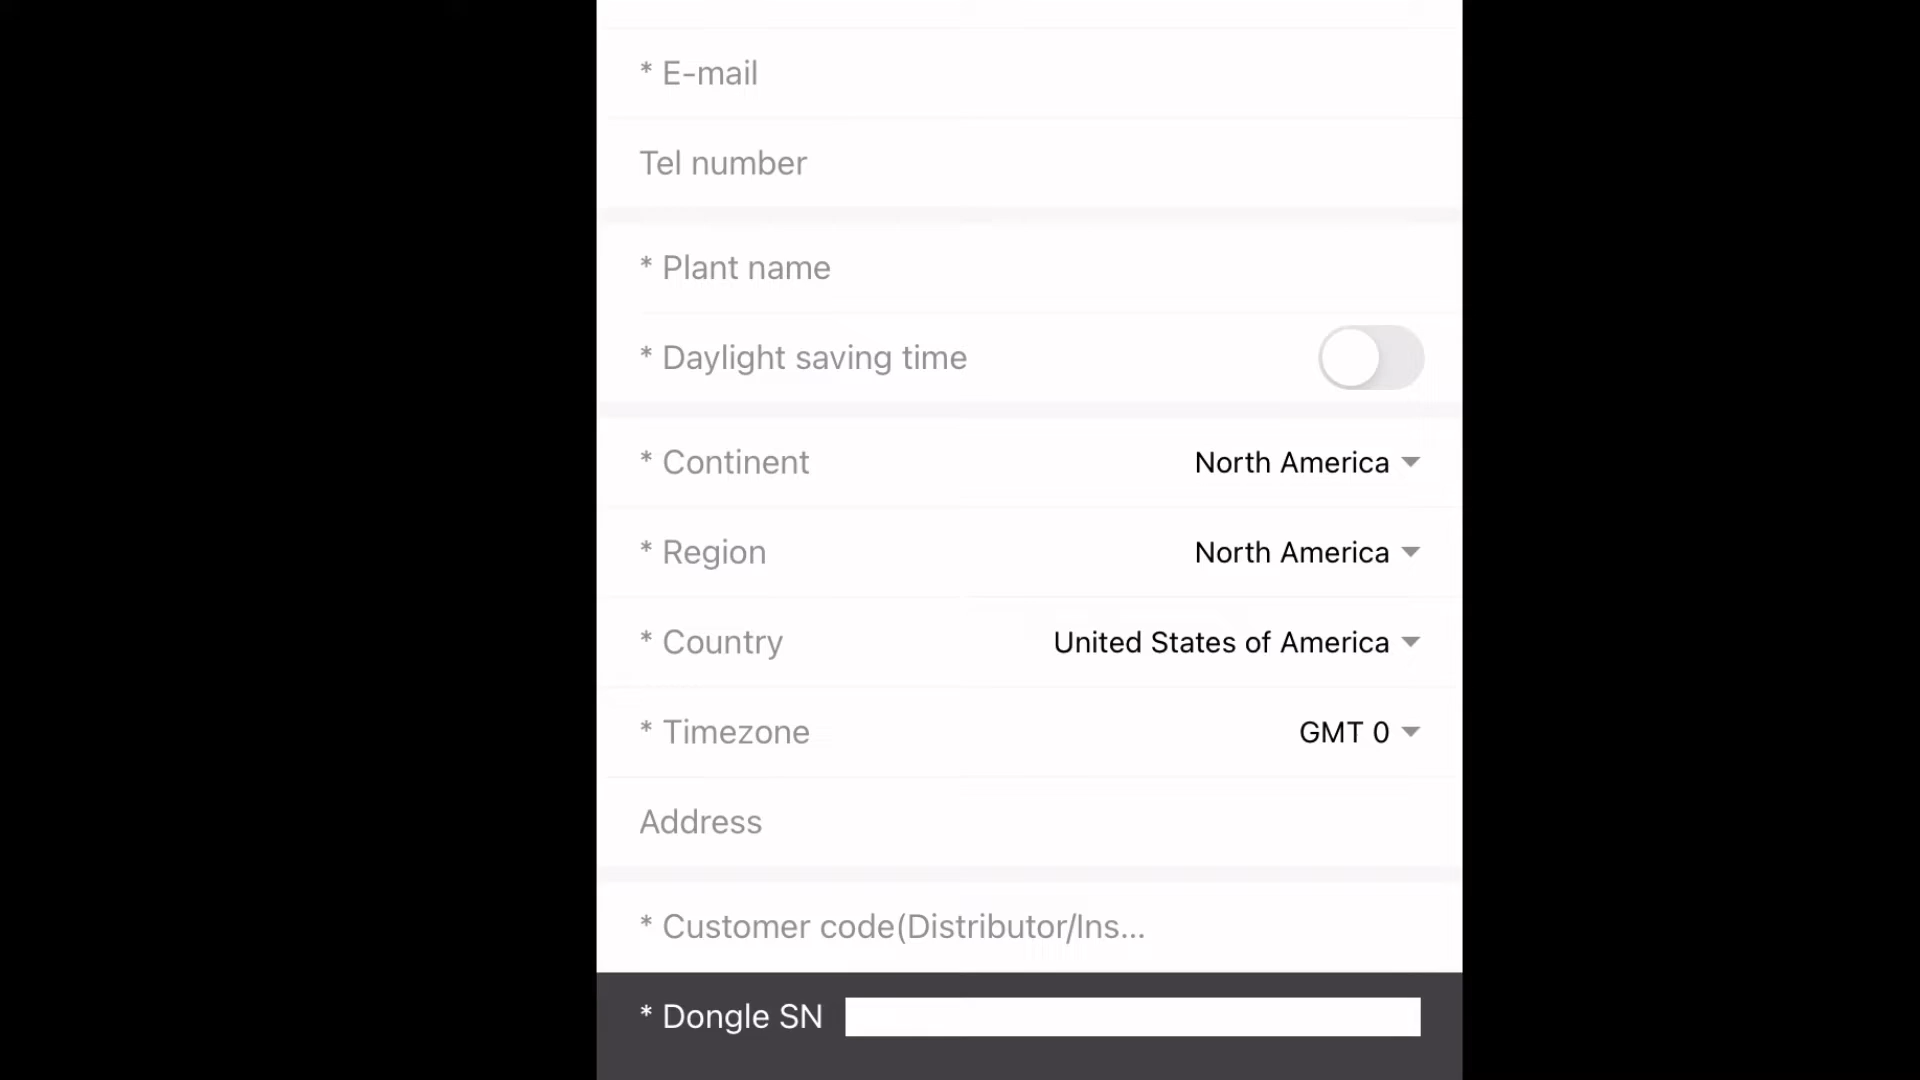 * E-mail
Tel number
* Plant name
* Daylight saving time
* Continent North America
* Region North America
* Country United States of America
* Timezone GMT 0
Address
* Customer code(Distributor/Ins...
* Dongle SN